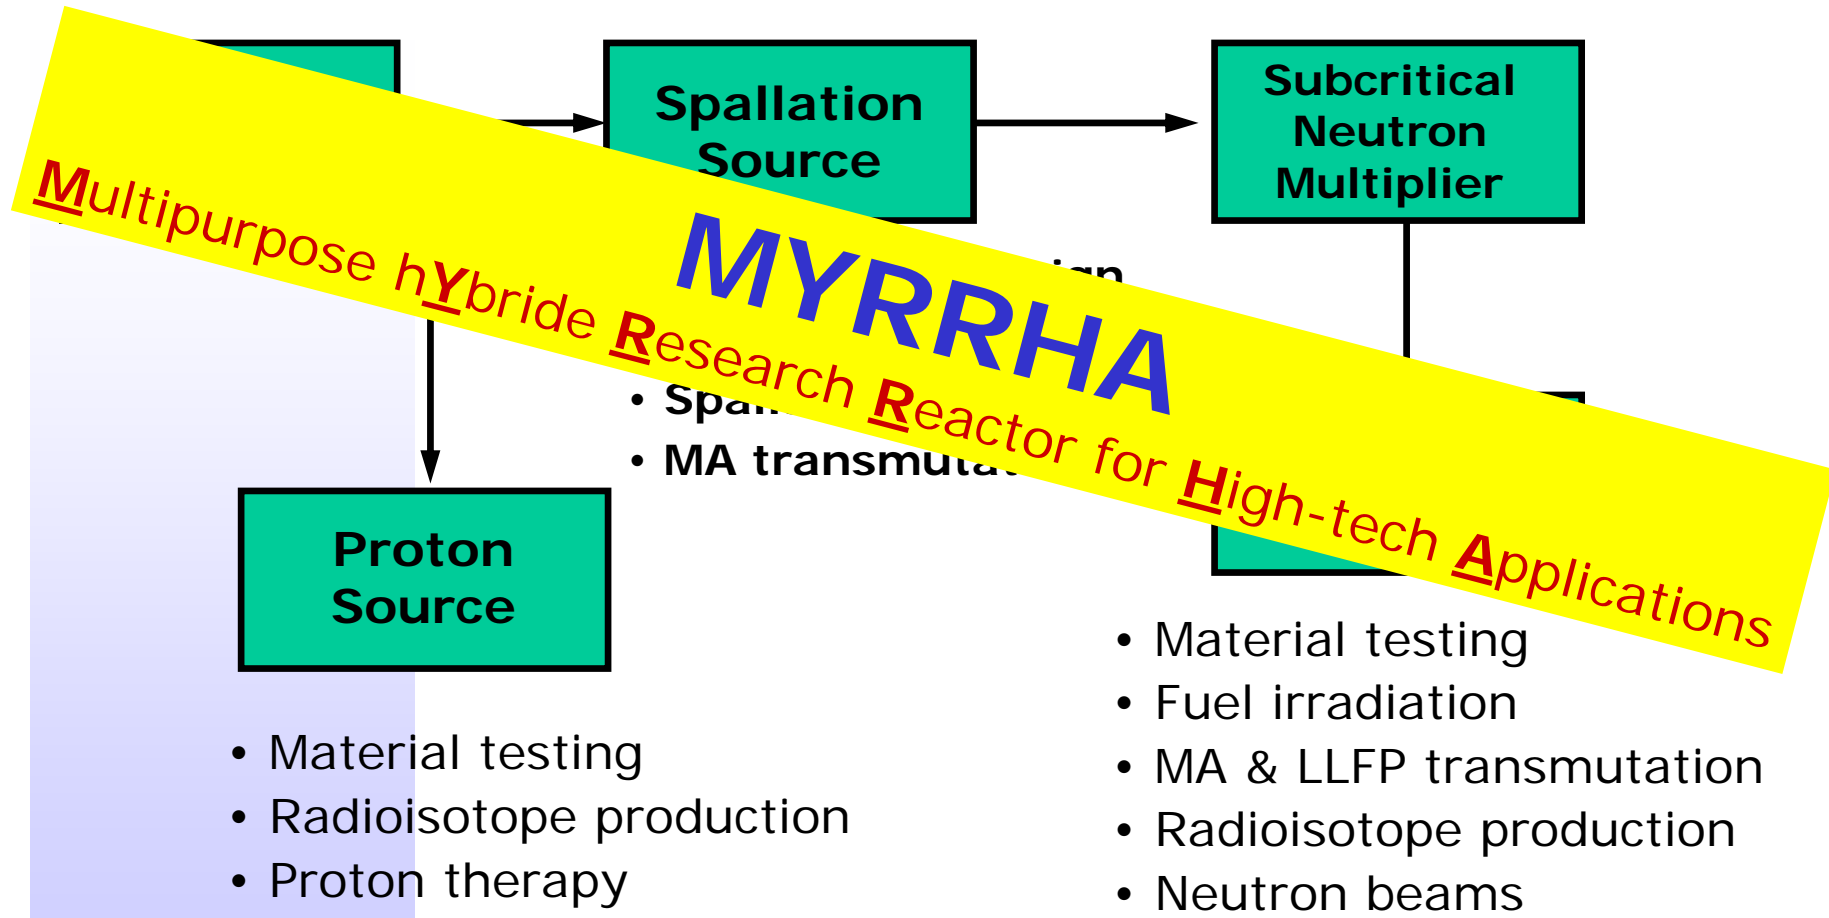 Spallation
Source
Subcritical
Neutron
Multiplier
MYRRHA
Multipurpose hYbride Research Reactor for High-tech Applications
• MA
Proton
Source
• Material testing
• Radioisotope production
• Proton therapy
• Material testing
• Fuel irradiation
• MA & LLFP transmutation
• Radioisotope production
• Neutron beams